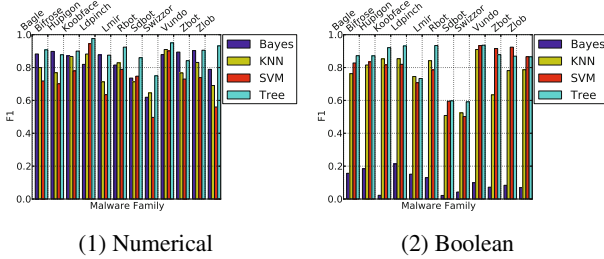 Bagle
Bifrose
Hupigon
Koobface
Ldpinch
Lmir
Rbot
Sdbot
Swizzor
Vundo
Zbot
Zlob
1.0
0.8
0.6
0.4
0.2
0.0
F1
Malware Family
Bayes
KNN
SVM
Tree
(1) Numerical
Bagle
Bifrose
Hupigon
Koobface
Ldpinch
Lmir
Rbot
Sdbot
Swizzor
Vundo
Zbot
Zlob
1.0
0.8
0.6
0.4
0.2
0.0
F1
Malware Family
Bayes
KNN
SVM
Tree
(2) Boolean